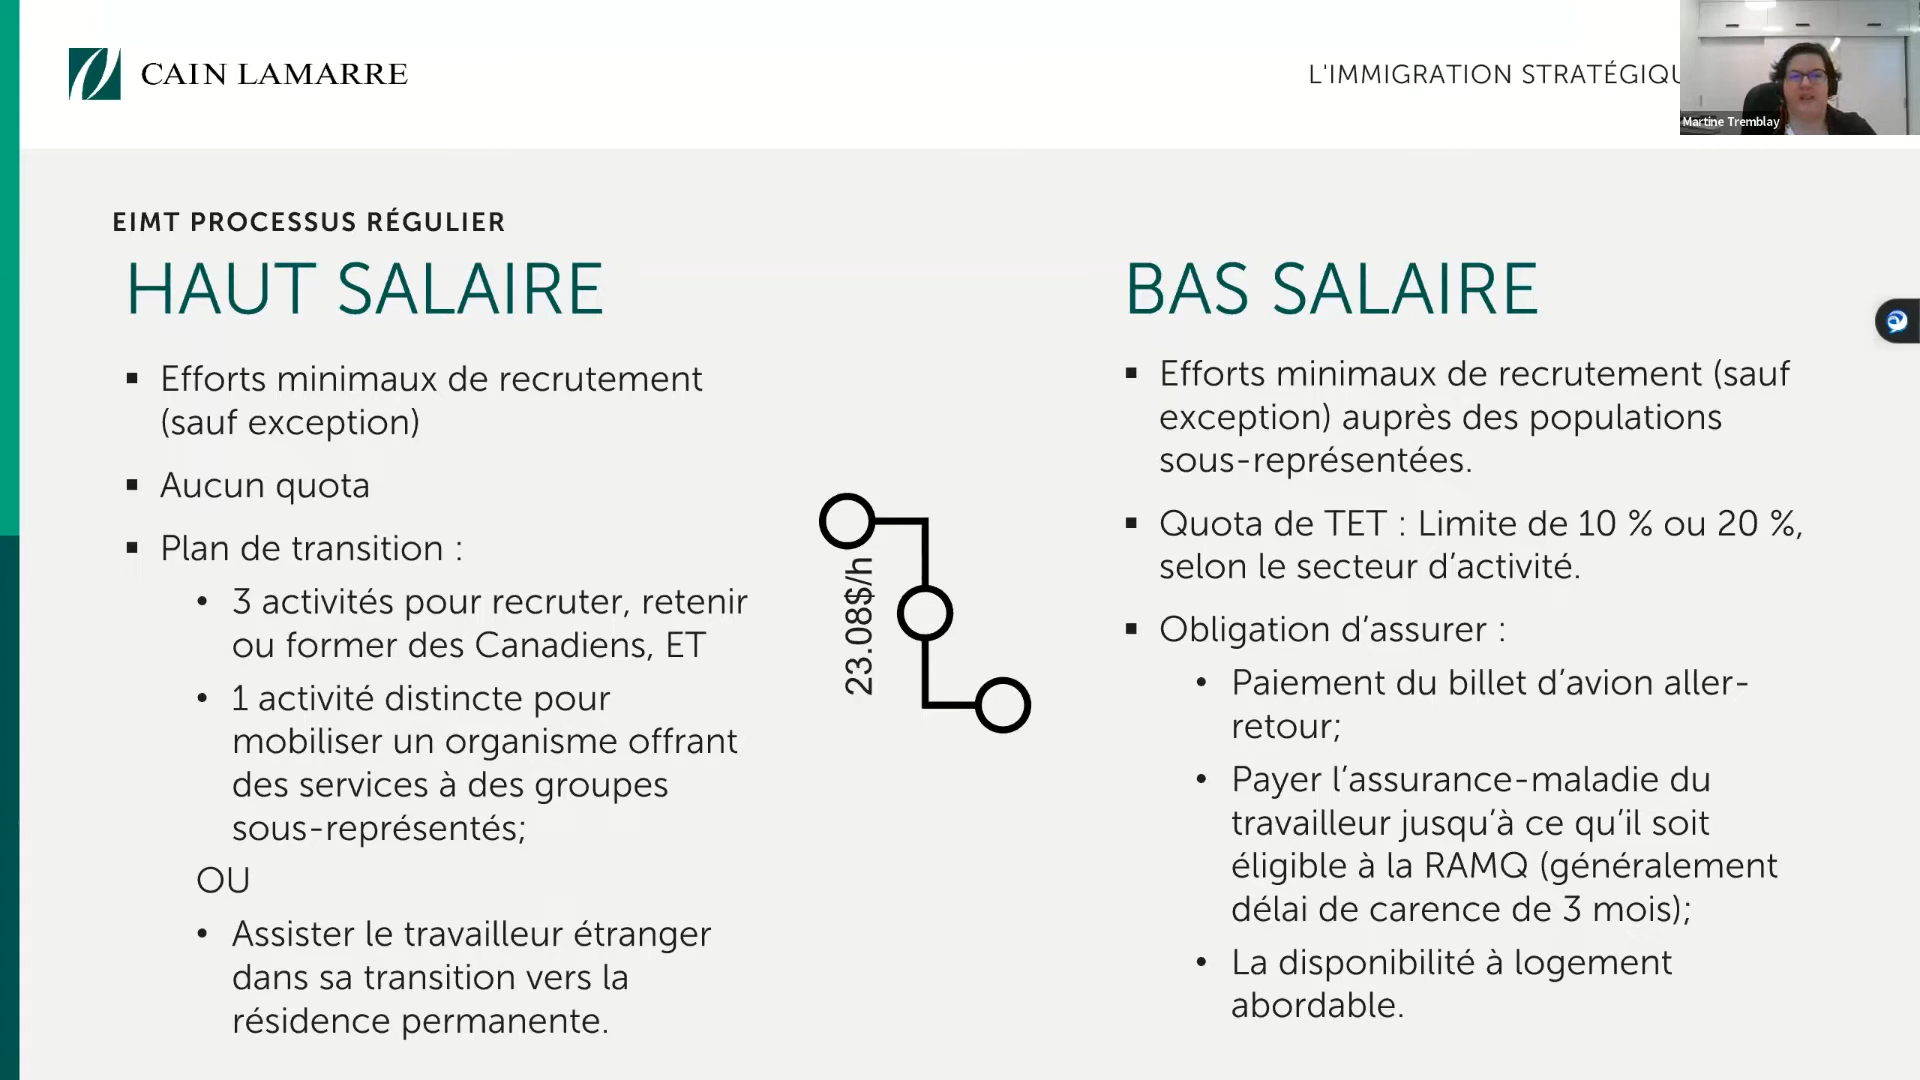 CAIN LAMARRE
L'IMMIGRATION STRATÉGIQU
Martine Tremblay
EIMT PROCESSUS RÉGULIER
HAUT SALAIRE
▪ Efforts minimaux de recrutement
(sauf exception)
▪ Aucun quota
▪ Plan de transition :
• 3 activités pour recruter, retenir
ou former des Canadiens, ET
• 1 activité distincte pour
mobiliser un organisme offrant
des services à des groupes
sous-représentés;
OU
• Assister le travailleur étranger
dans sa transition vers la
résidence permanente.
23.08$/h
BAS SALAIRE
▪ Efforts minimaux de recrutement (sauf
exception) auprès des populations
sous-représentées.
▪ Quota de TET : Limite de 10 % ou 20 %,
selon le secteur d’activité.
▪ Obligation d’assurer :
• Paiement du billet d’avion aller-
retour;
• Payer l’assurance-maladie du
travailleur jusqu’à ce qu’il soit
éligible à la RAMQ (généralement
délai de carence de 3 mois);
• La disponibilité à logement
abordable.